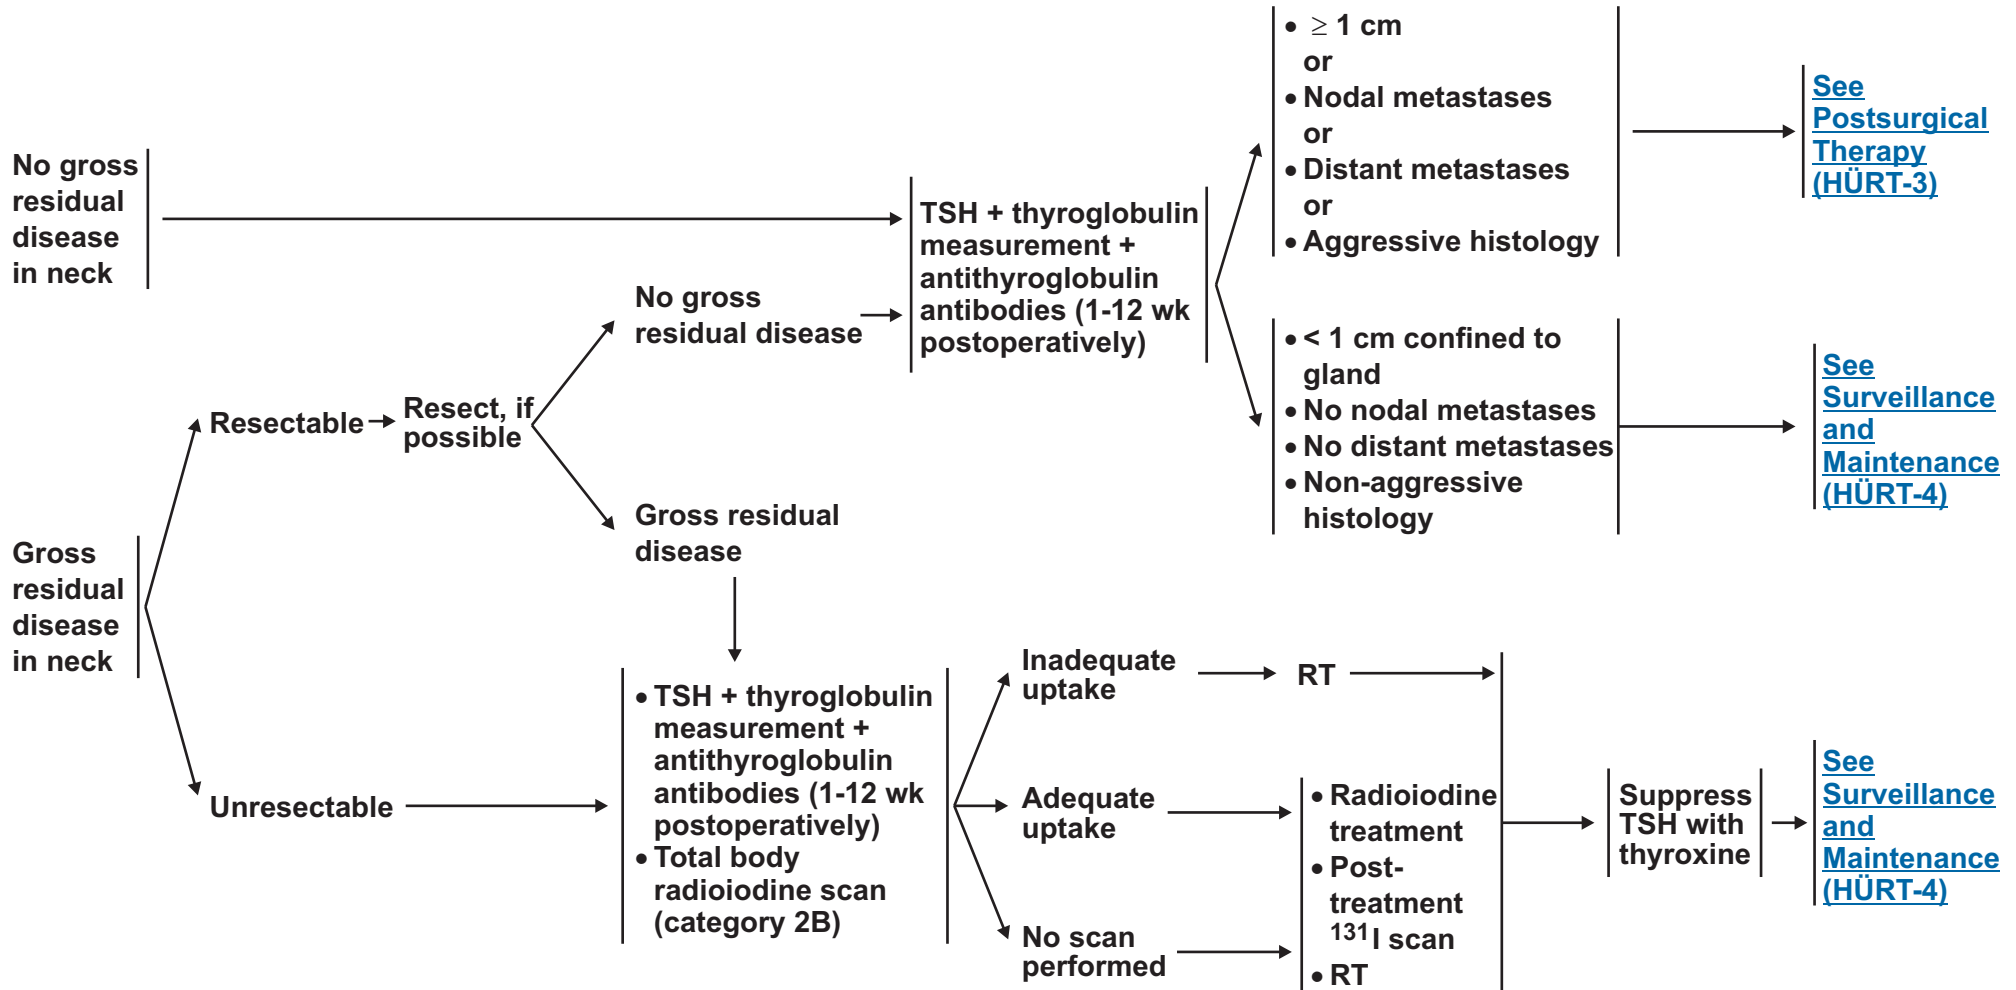 No gross
residual
disease
in neck
TSH + thyroglobulin
measurement +
antithyroglobulin
antibodies (1-12 wk
postoperatively)
• ≥ 1 cm
or
• Nodal metastases
or
• Distant metastases
or
• Aggressive histology
See
Postsurgical
Therapy
(HÜRT-3)
• < 1 cm confined to
gland
• No nodal metastases
• No distant metastases
• Non-aggressive
histology
See
Surveillance
and
Maintenance
(HÜRT-4)
Gross
residual
disease
in neck
Resectable
Resect, if
possible
No gross
residual disease
Gross residual
disease
Unresectable
• TSH + thyroglobulin
measurement +
antithyroglobulin
antibodies (1-12 wk
postoperatively)
• Total body
radioiodine scan
(category 2B)
Inadequate
uptake
RT
Adequate
uptake
No scan
performed
• Radioiodine
treatment
• Post-
treatment
131I scan
• RT
Suppress
TSH with
thyroxine
See
Surveillance
and
Maintenance
(HÜRT-4)